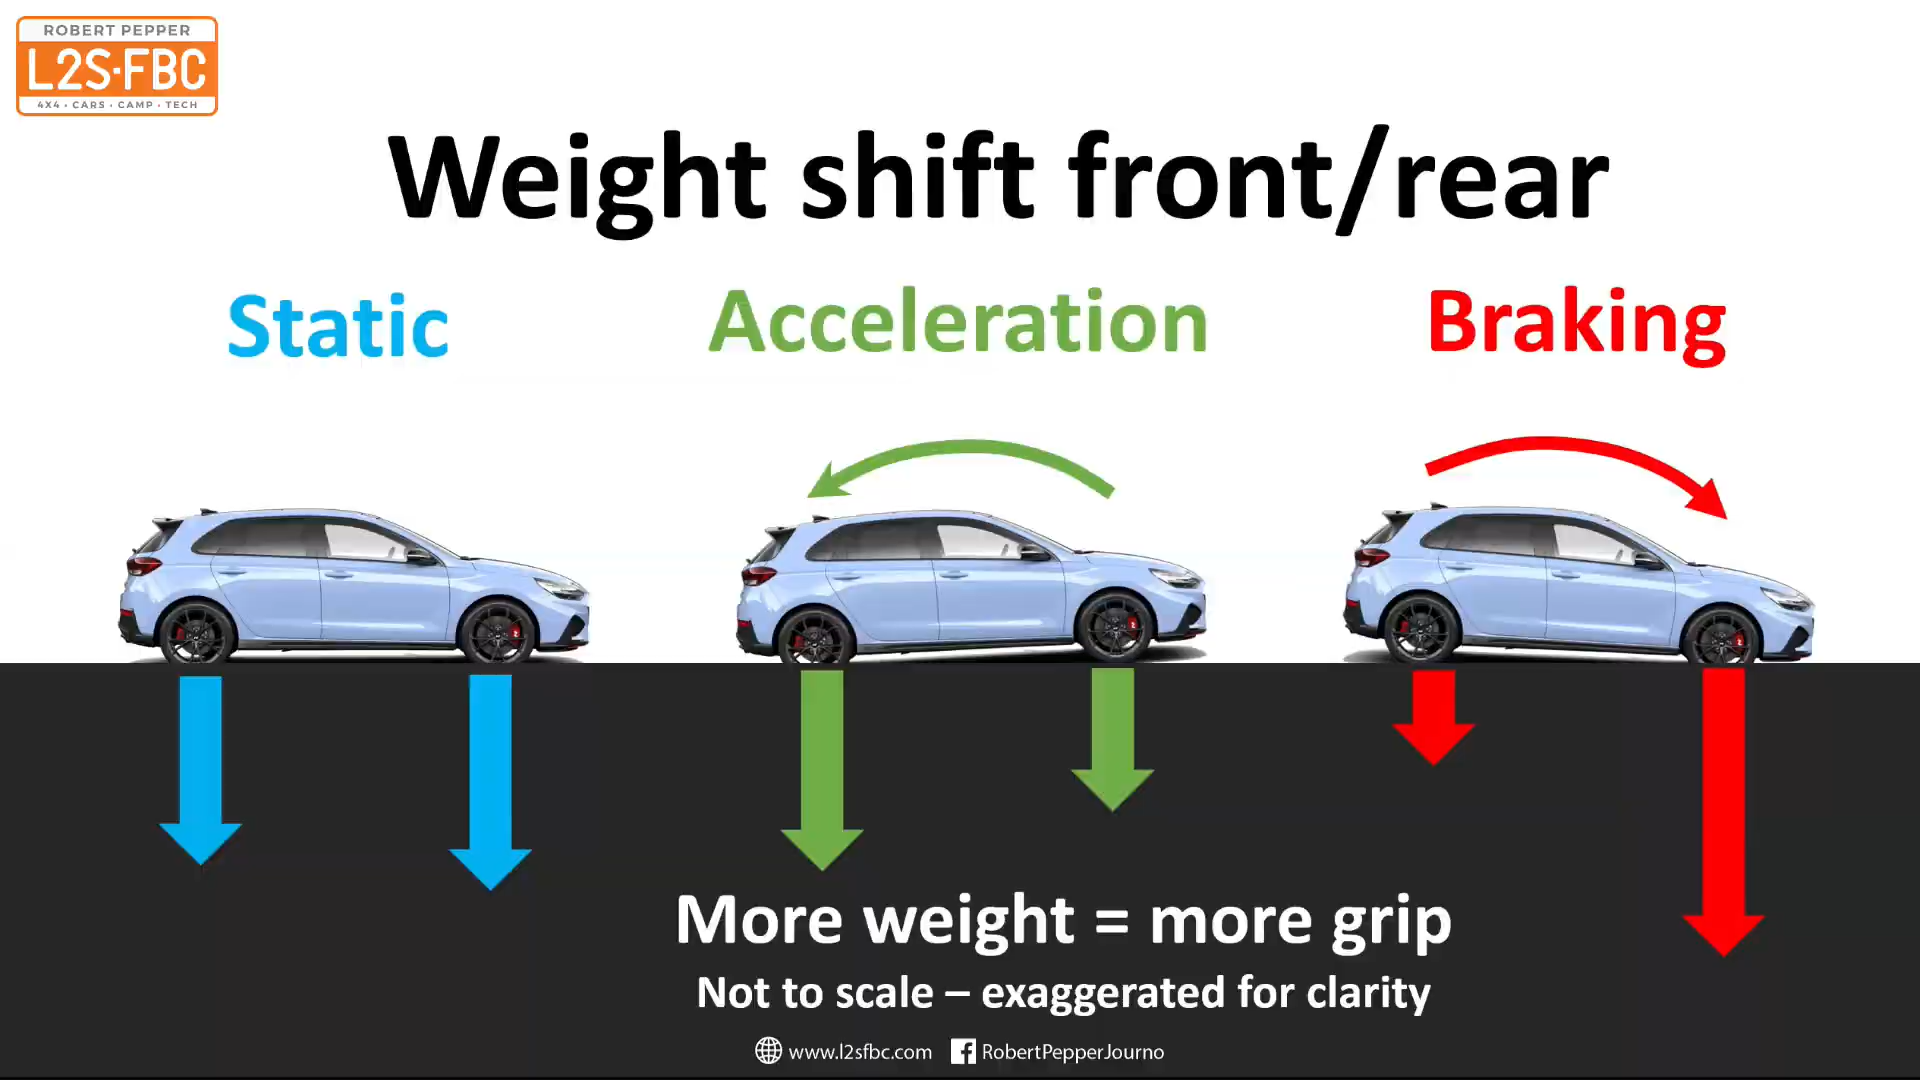 ROBERT PEPPER
L2S·FBC
4X4 • CARS • CAMP • TECH
Weight shift front/rear
Static
Acceleration
Braking
More weight = more grip
Not to scale – exaggerated for clarity
www.l2sfbc.com
RobertPepperJourno